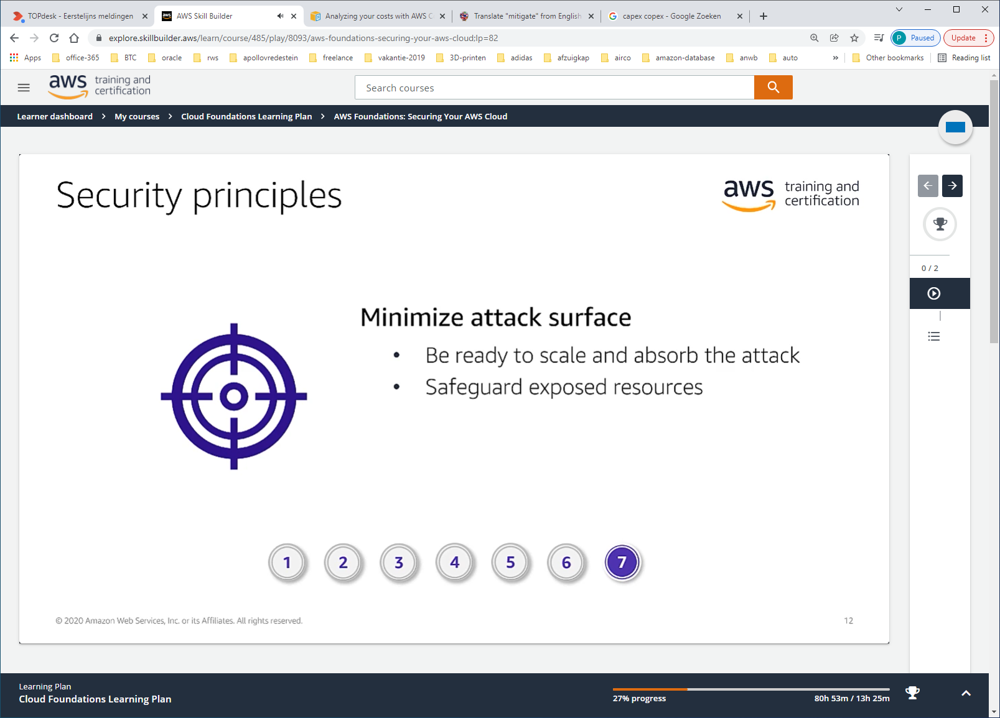 TOPdesk - Eerstelijns meldingen
AWS Skill Builder
Analyzing your costs with AWS C
Translate "mitigate" from English
capex copex - Google Zoeken
explore.skillbuilder.aws/learn/course/485/play/8093/aws-foundations-securing-your-aws-cloud;lp=82
P Paused
Update
Apps office-365 BTC oracle rws apollovredestein freelance vakantie-2019 3D-printen adidas afzuigkap airco amazon-database anwb auto » Other bookmarks Reading list
aws training and certification
Search courses
Learner dashboard > My courses > Cloud Foundations Learning Plan > AWS Foundations: Securing Your AWS Cloud
Security principles
aws training and certification
0 / 2
Minimize attack surface
• Be ready to scale and absorb the attack
• Safeguard exposed resources
1 2 3 4 5 6 7
© 2020 Amazon Web Services, Inc. or its Affiliates. All rights reserved.
12
Learning Plan
Cloud Foundations Learning Plan
27% progress
80h 53m / 13h 25m